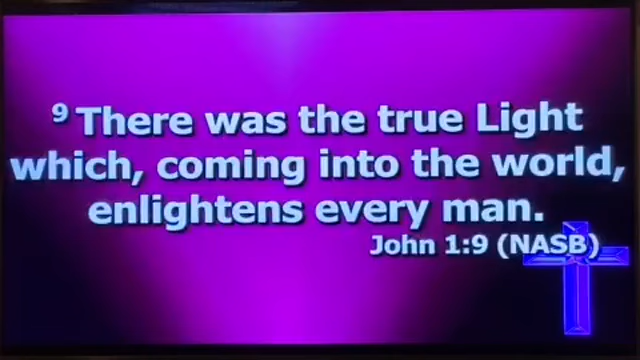 9 There was the true Light
which, coming into the world,
enlightens every man.
John 1:9 (NASB)